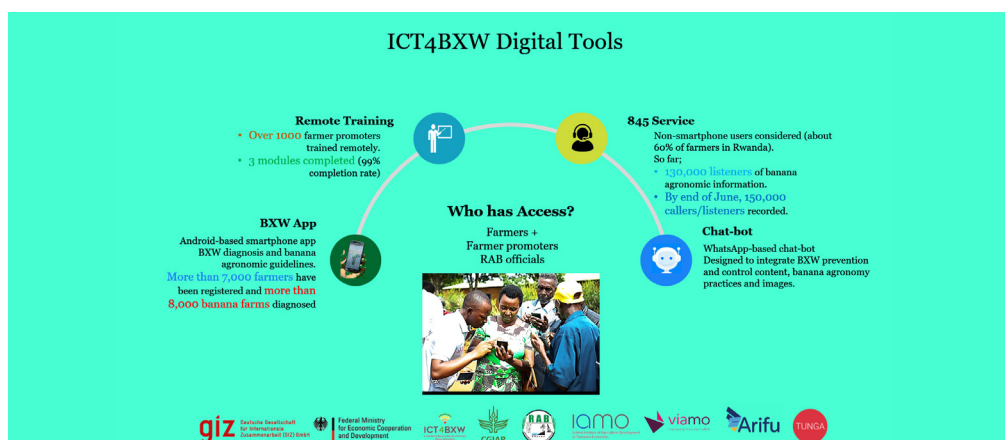 ICT4BXW Digital Tools
Remote Training
• Over 1000 farmer promoters
trained remotely.
• 3 modules completed (99%
completion rate)
845 Service
Non-smartphone users considered (about
60% of farmers in Rwanda).
So far;
• 130,000 listeners of banana
agronomic information.
• By end of June, 150,000
callers/listeners recorded.
BXW App
Android-based smartphone app
BXW diagnosis and banana
agronomic guidelines.
More than 7,000 farmers have
been registered and more than
8,000 banana farms diagnosed
Who has Access?
Farmers +
Farmer promoters
RAB officials
Chat-bot
WhatsApp-based chat-bot
Designed to integrate BXW prevention
and control content, banana agronomy
practices and images.
giz
Deutsche Gesellschaft
für Internationale
Zusammenarbeit (GIZ) GmbH
Federal Ministry
for Economic Cooperation
and Development
ICT4BXW
CGIAR
RAB
IAMO
viamo
Arifu
TUNGA